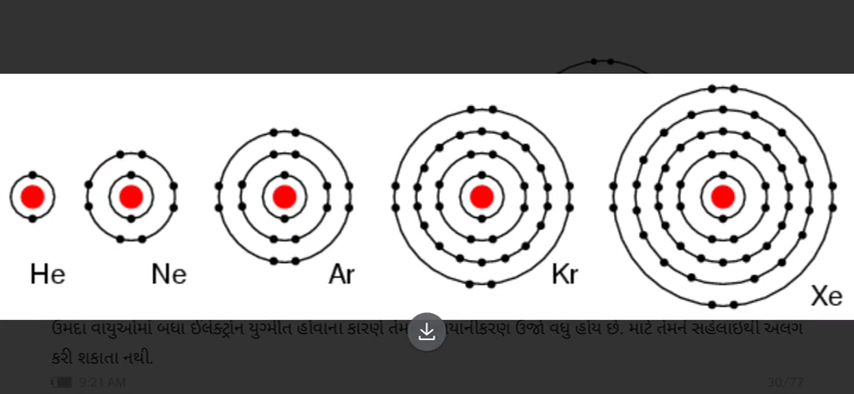 He
Ne
Ar
Kr
Xe
ઉમદા વાયુઓમાં બધા ઇલેક્ટ્રોન યુગ્મીત હોવાના કારણે ઉર્જા વધુ હોય છે. માટે તેમને સહેલાઇથી અલગ
કરી શકાતા નથી.
9:21 AM
30/77